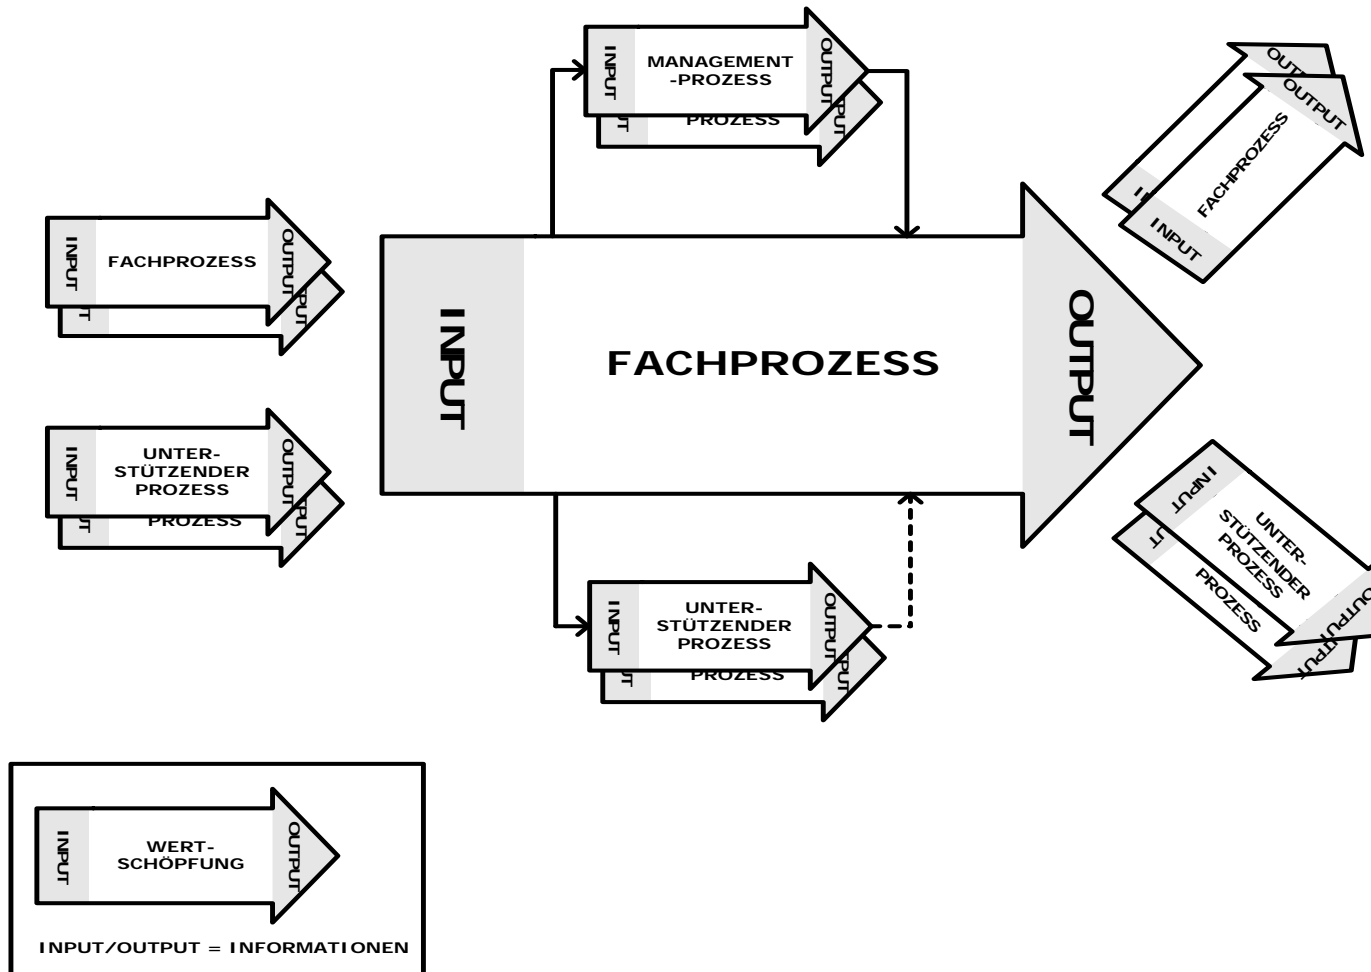 INPUT
MANAGEMENT
-PROZESS
OUTPUT
PROZESS
INPUT
FACHPROZESS
OUTPUT
INPUT
UNTER-
STÜTZENDER
PROZESS
OUTPUT
PROZESS
INPUT
FACHPROZESS
OUTPUT
INPUT
UNTER-
STÜTZENDER
PROZESS
OUTPUT
PROZESS
INPUT
FACHPROZESS
OUTPUT
INPUT
UNTER-
STÜTZENDER
PROZESS
OUTPUT
PROZESS
OUTPUT
INPUT
WERT-
SCHÖPFUNG
OUTPUT
INPUT/OUTPUT = INFORMATIONEN